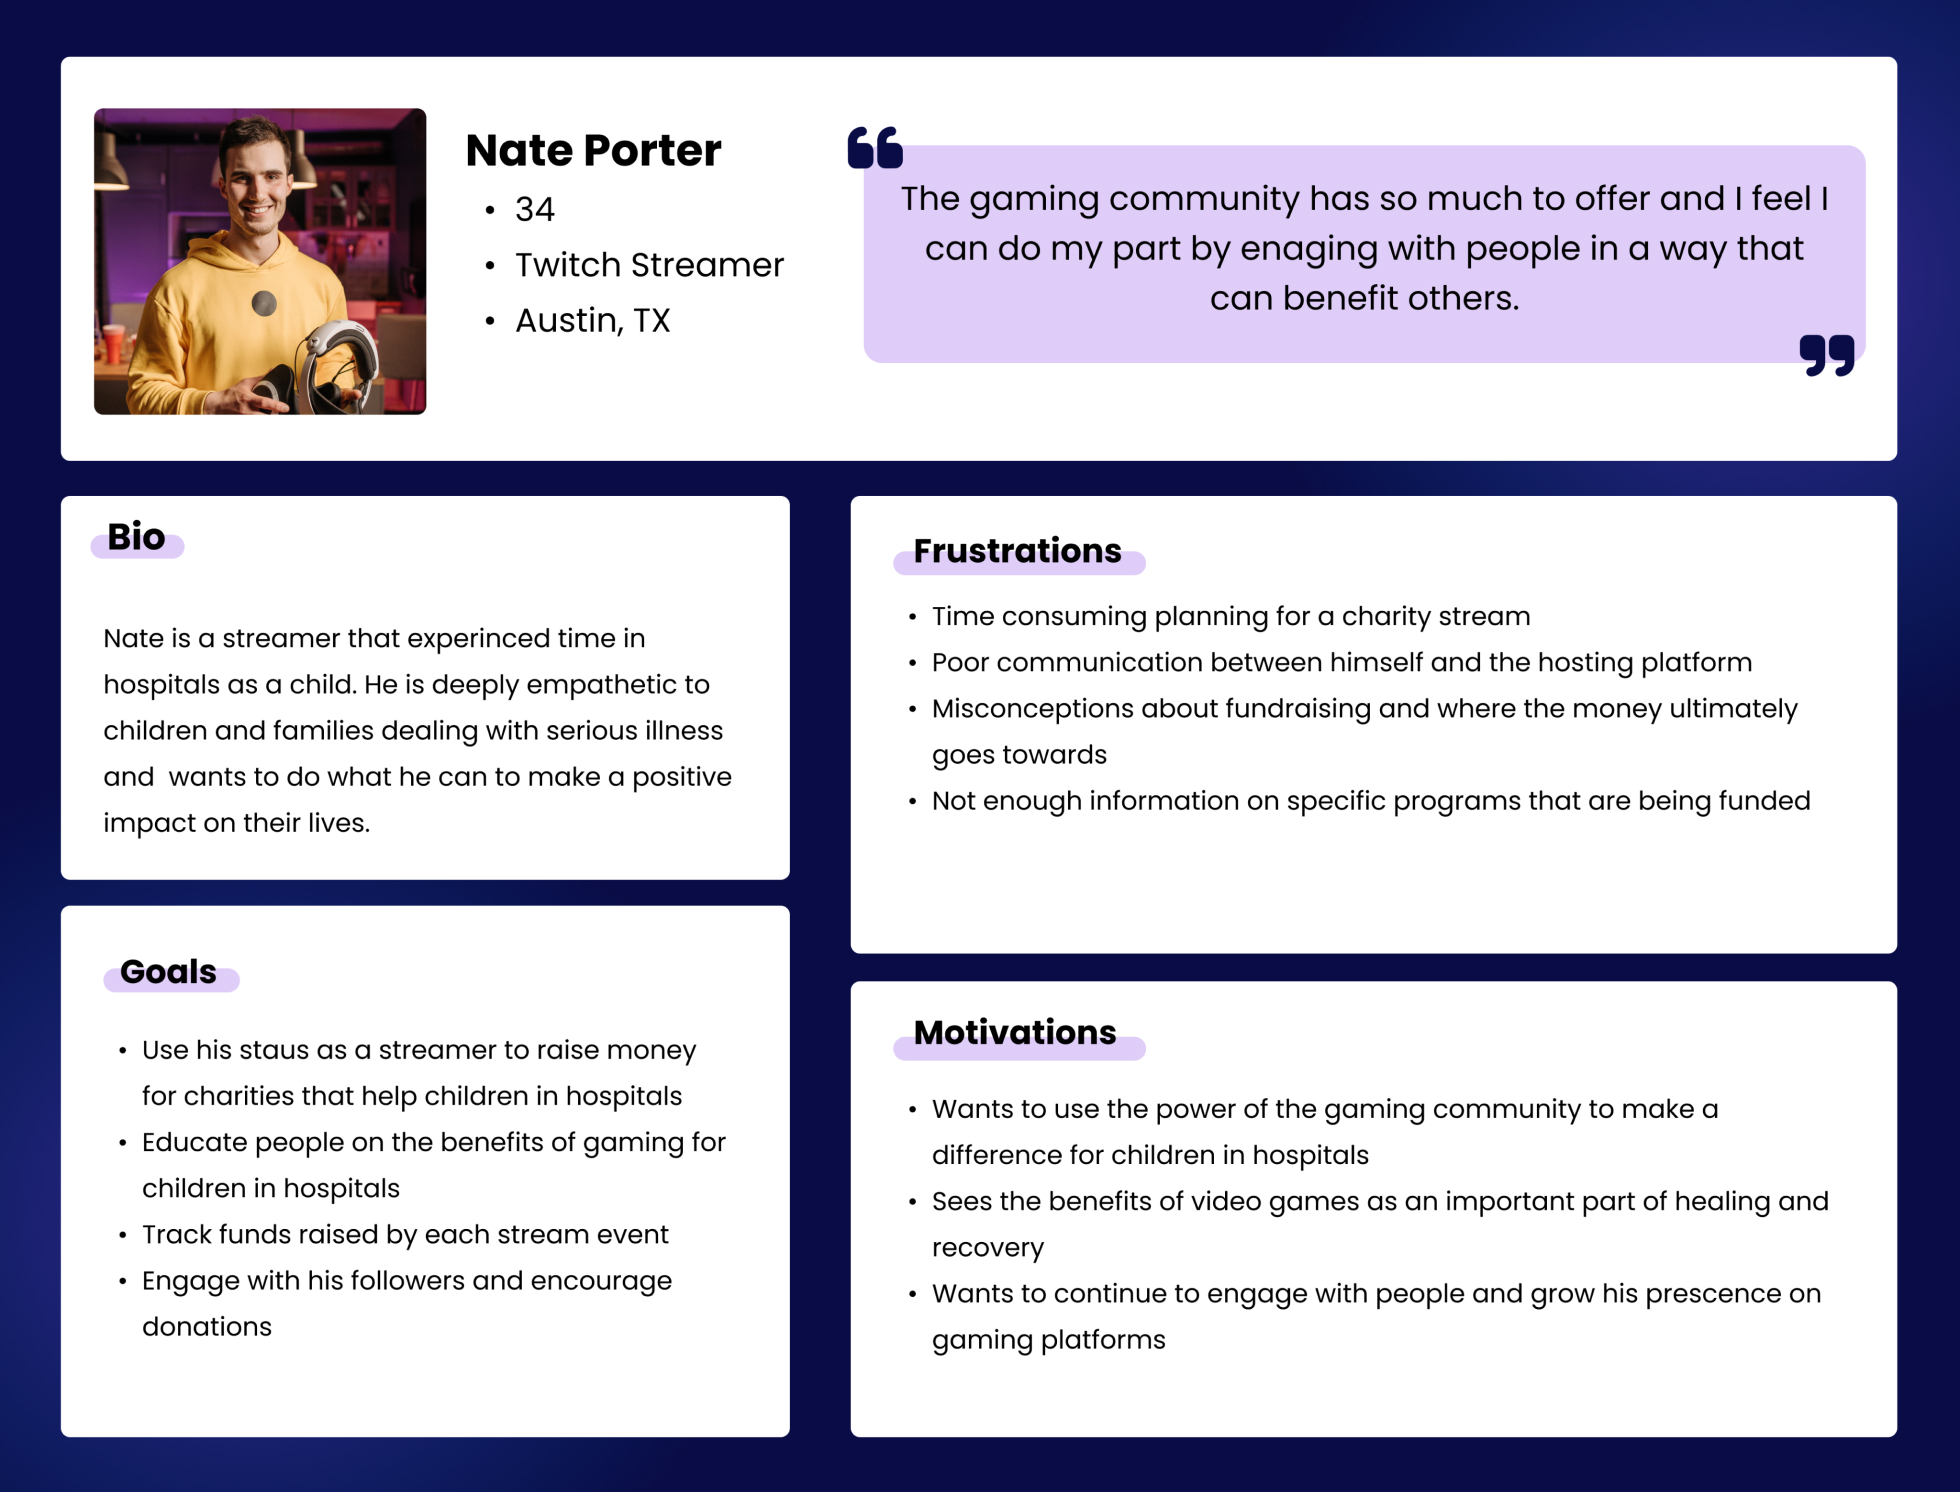 Nate Porter
• 34
• Twitch Streamer
• Austin, TX
“
The gaming community has so much to offer and I feel I
can do my part by enaging with people in a way that
can benefit others.
”
Bio
Nate is a streamer that experinced time in
hospitals as a child. He is deeply empathetic to
children and families dealing with serious illness
and  wants to do what he can to make a positive
impact on their lives.
Goals
• Use his staus as a streamer to raise money
for charities that help children in hospitals
• Educate people on the benefits of gaming for
children in hospitals
• Track funds raised by each stream event
• Engage with his followers and encourage
donations
Frustrations
• Time consuming planning for a charity stream
• Poor communication between himself and the hosting platform
• Misconceptions about fundraising and where the money ultimately
goes towards
• Not enough information on specific programs that are being funded
Motivations
• Wants to use the power of the gaming community to make a
difference for children in hospitals
• Sees the benefits of video games as an important part of healing and
recovery
• Wants to continue to engage with people and grow his prescence on
gaming platforms